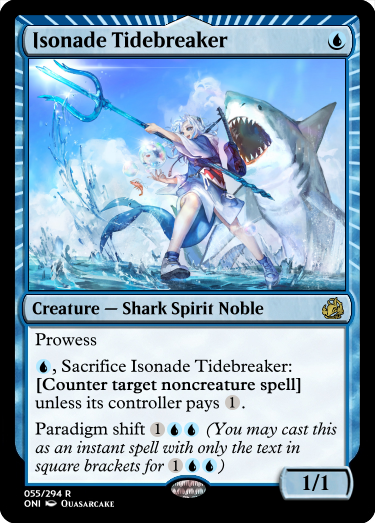 Isonade Tidebreaker
Creature — Shark Spirit Noble
Prowess
, Sacrifice Isonade Tidebreaker:
[Counter target noncreature spell]
unless its controller pays 1.
Paradigm shift 1 (You may cast this
as an instant spell with only the text in
square brackets for 1)
1/1
055/294 R
ONI QUASARCAKE